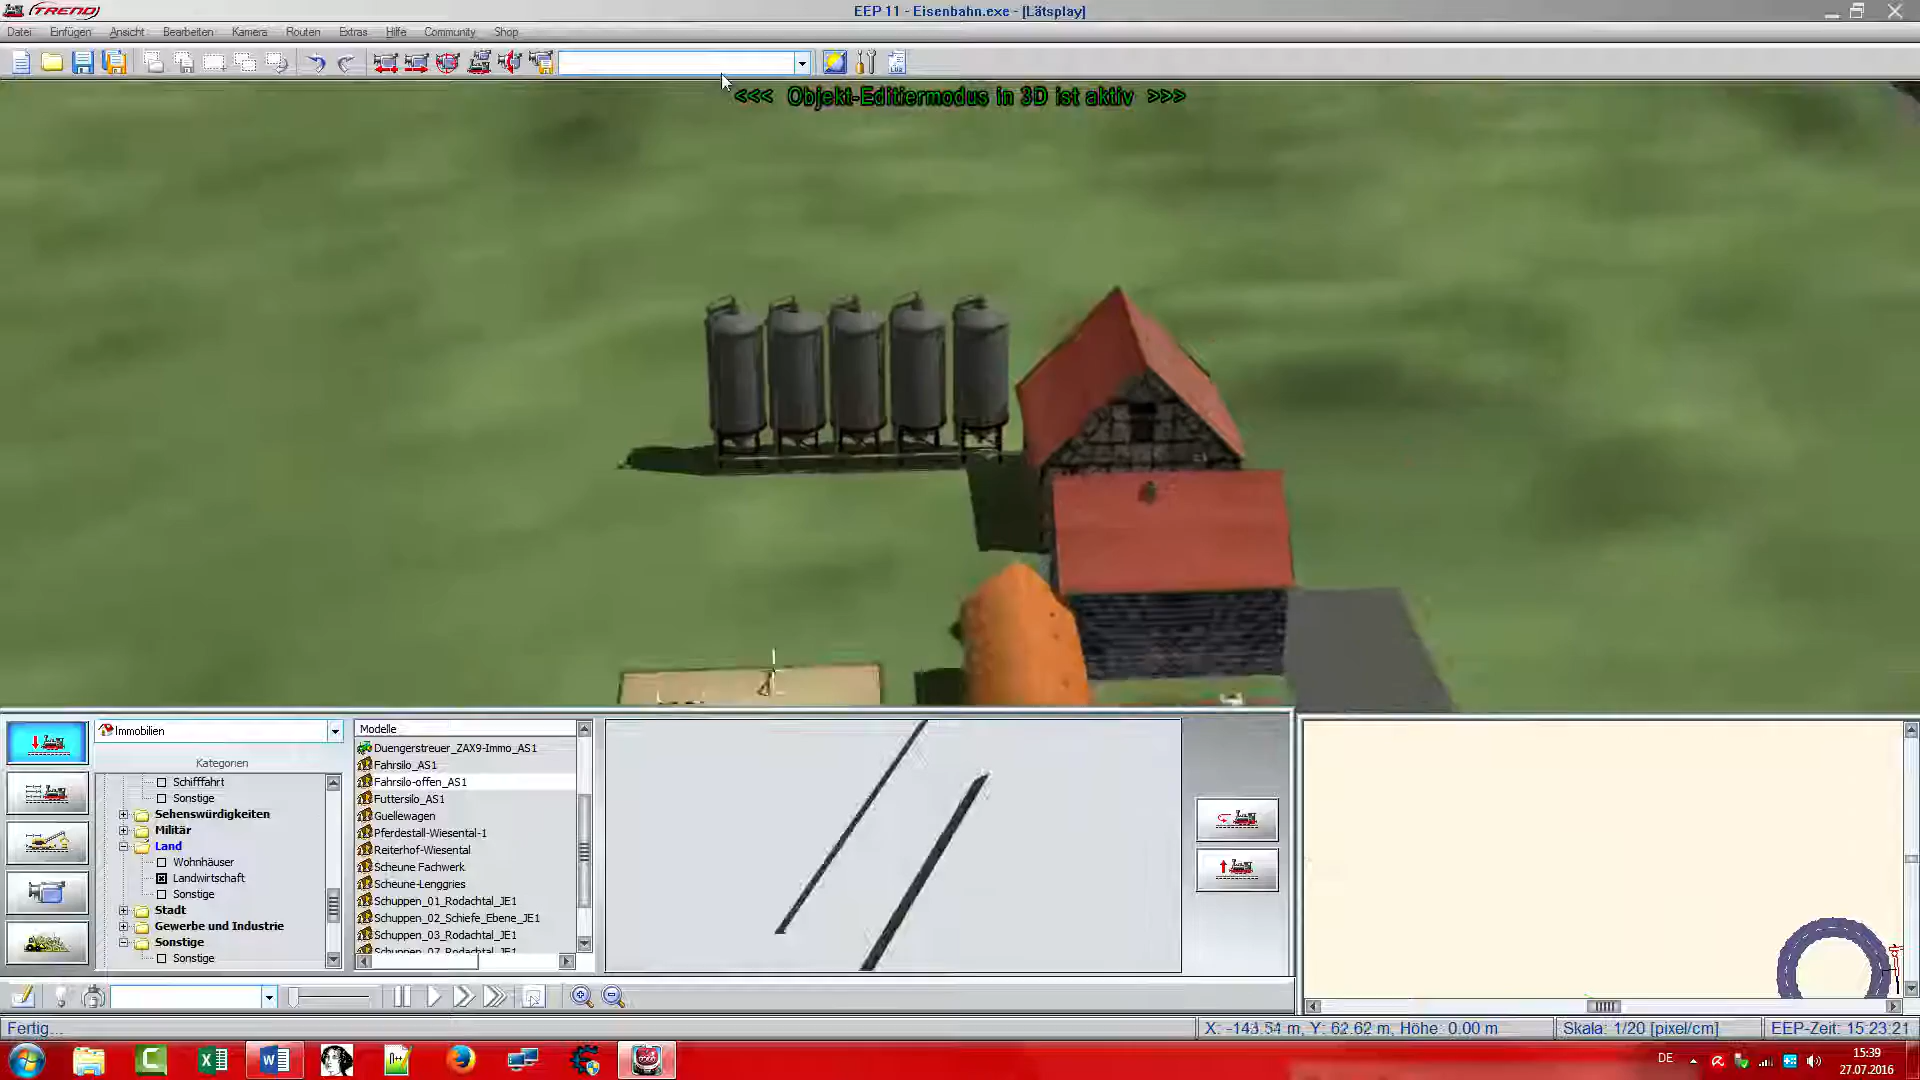 TREND
EEP 11 - Eisenbahn.exe - [Lätsplay]
Datei Einfügen Ansicht Bearbeiten Kamera Routen Extras Hilfe Community Shop
<<< Objekt-Editiermodus in 3D ist aktiv >>>
Immobilien
Kategorien
Schifffahrt
Sonstige
Sehenswürdigkeiten
Militär
Land
Wohnhäuser
Landwirtschaft
Sonstige
Stadt
Gewerbe und Industrie
Sonstige
Sonstige
Modelle
Duengerstreuer_ZAX9-Immo_AS1
Fahrsilo_AS1
Fahrsilo-offen_AS1
Futtersilo_AS1
Guellewagen
Pferdestall-Wiesental-1
Reiterhof-Wiesental
Scheune Fachwerk
Scheune-Lenggries
Schuppen_01_Rodachtal_JE1
Schuppen_02_Schiefe_Ebene_JE1
Schuppen_03_Rodachtal_JE1
Schuppen_07_Rodachtal_JE1
Fertig...
X: -143.54 m, Y: 62.62 m, Höhe: 0.00 m
Skala: 1/20 [pixel/cm]
EEP-Zeit: 15:23:21
DE
15:39
27.07.2016